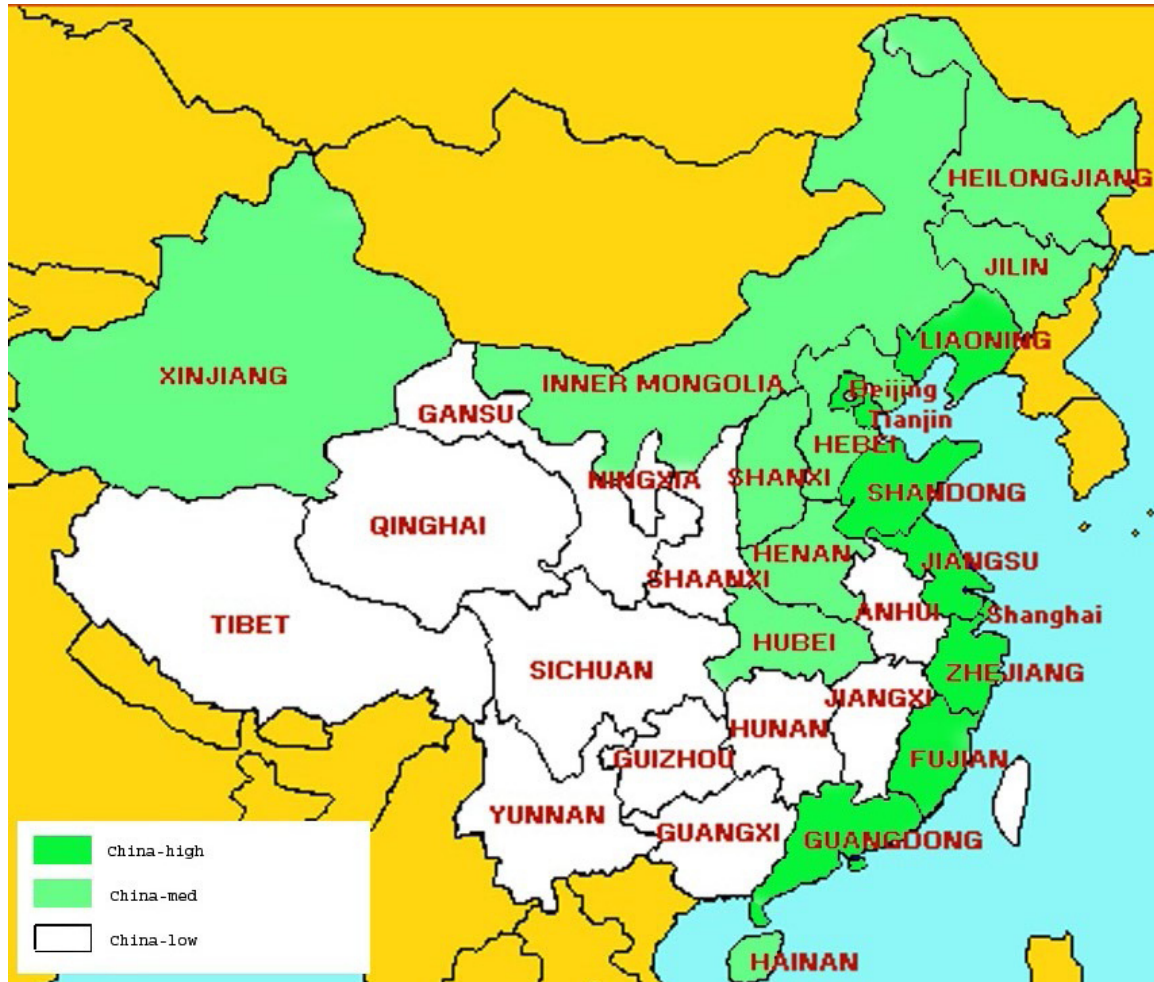 HEILONGJIANG
JILIN
LIAONING
XINJIANG
INNER MONGOLIA
Beijing
GANSU
Tianjin
HEBEI
NINGXIA
SHANXI
SHANDONG
QINGHAI
HENAN
JIANGSU
SHAANXI
TIBET
ANHUI
Shanghai
HUBEI
SICHUAN
ZHEJIANG
JIANGXI
HUNAN
GUIZHOU
FUJIAN
YUNNAN
GUANGXI
GUANGDONG
China-high
China-med
China-low
HAINAN